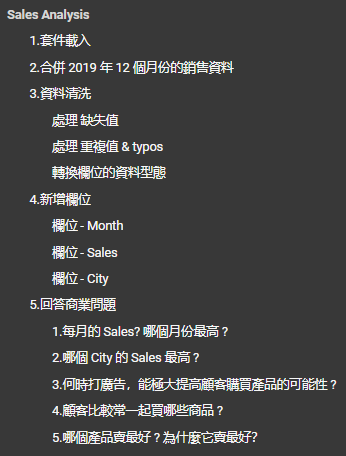 Sales Analysis
1.套件載入
2.合併 2019 年 12 個月份的銷售資料
3.資料清洗
處理 缺失值
處理 重複值 & typos
轉換欄位的資料型態
4.新增欄位
欄位 - Month
欄位 - Sales
欄位 - City
5.回答商業問題
1.每月的 Sales? 哪個月份最高？
2.哪個 City 的 Sales 最高？
3.何時打廣告，能極大提高顧客購買產品的可能性？
4.顧客比較常一起買哪些商品？
5.哪個產品賣最好？為什麼它賣最好?